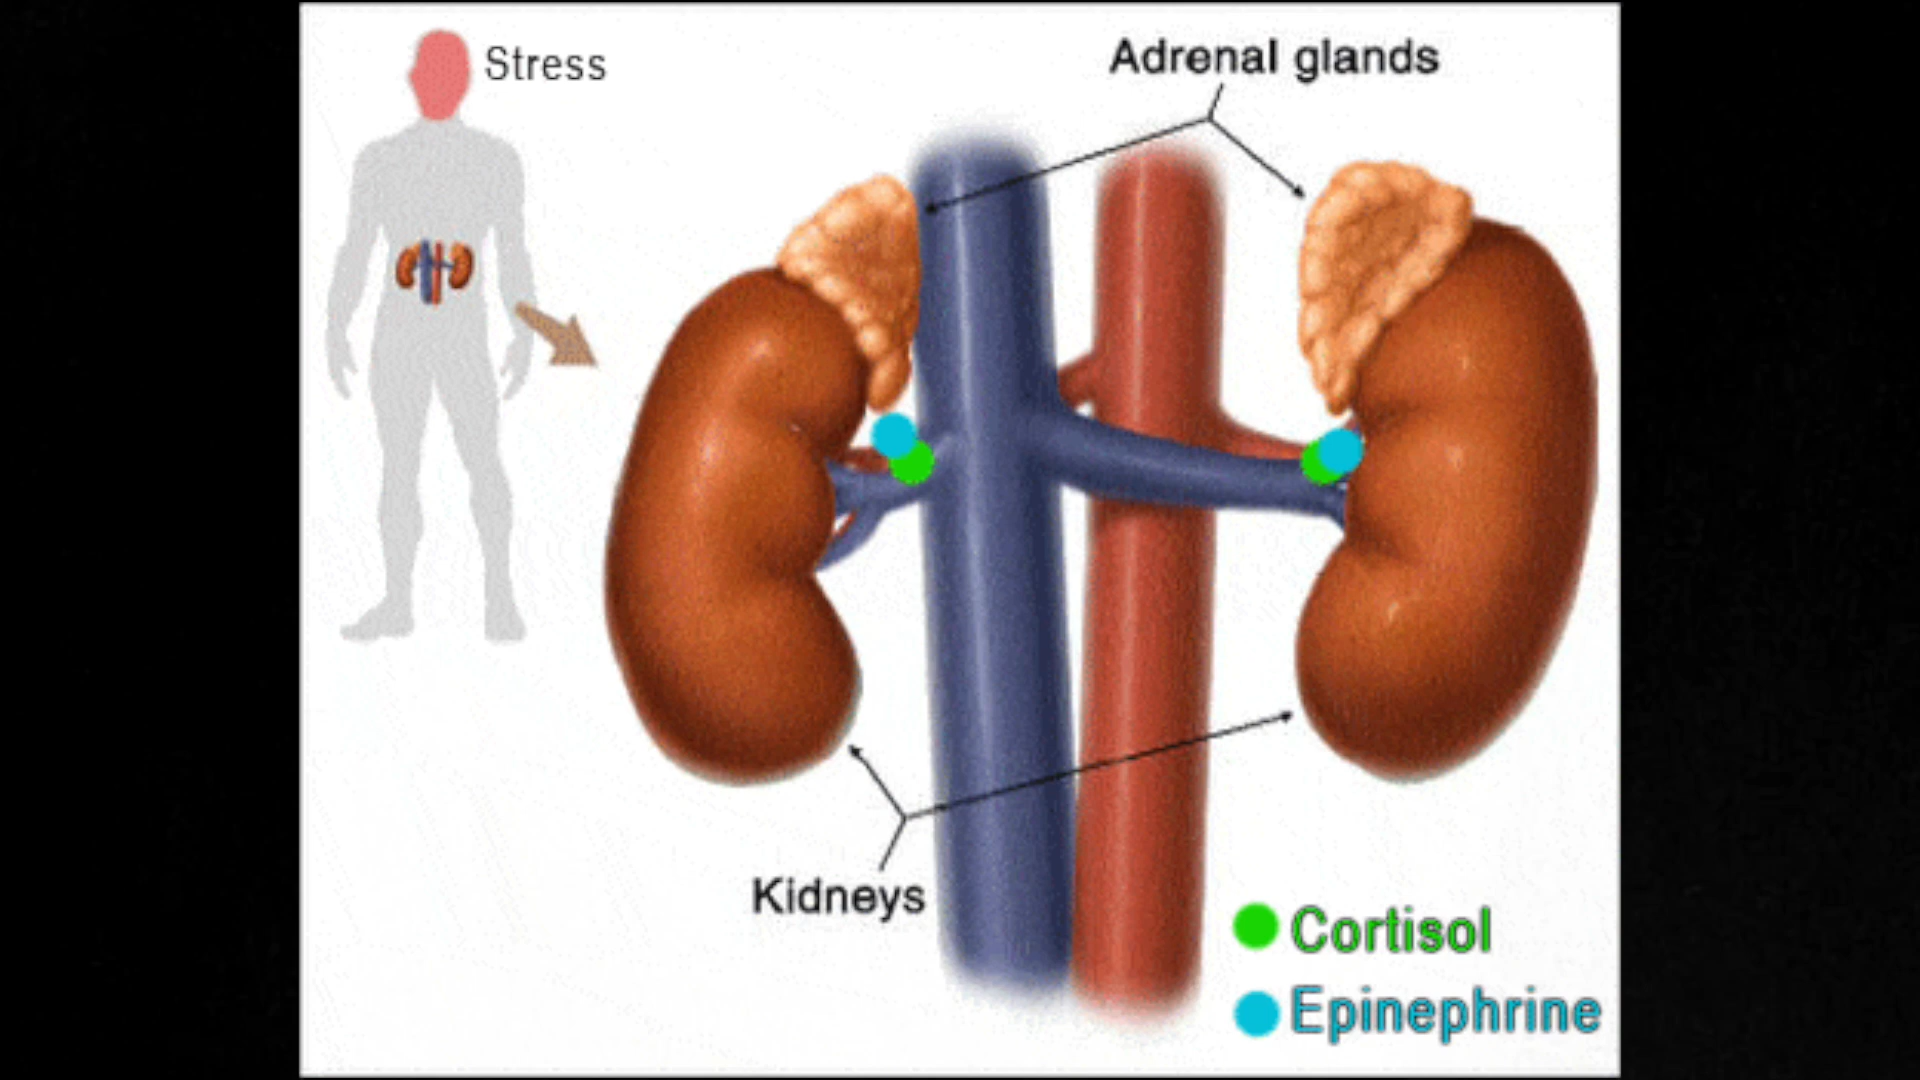 Stress
Adrenal glands
Kidneys
Cortisol
Epinephrine